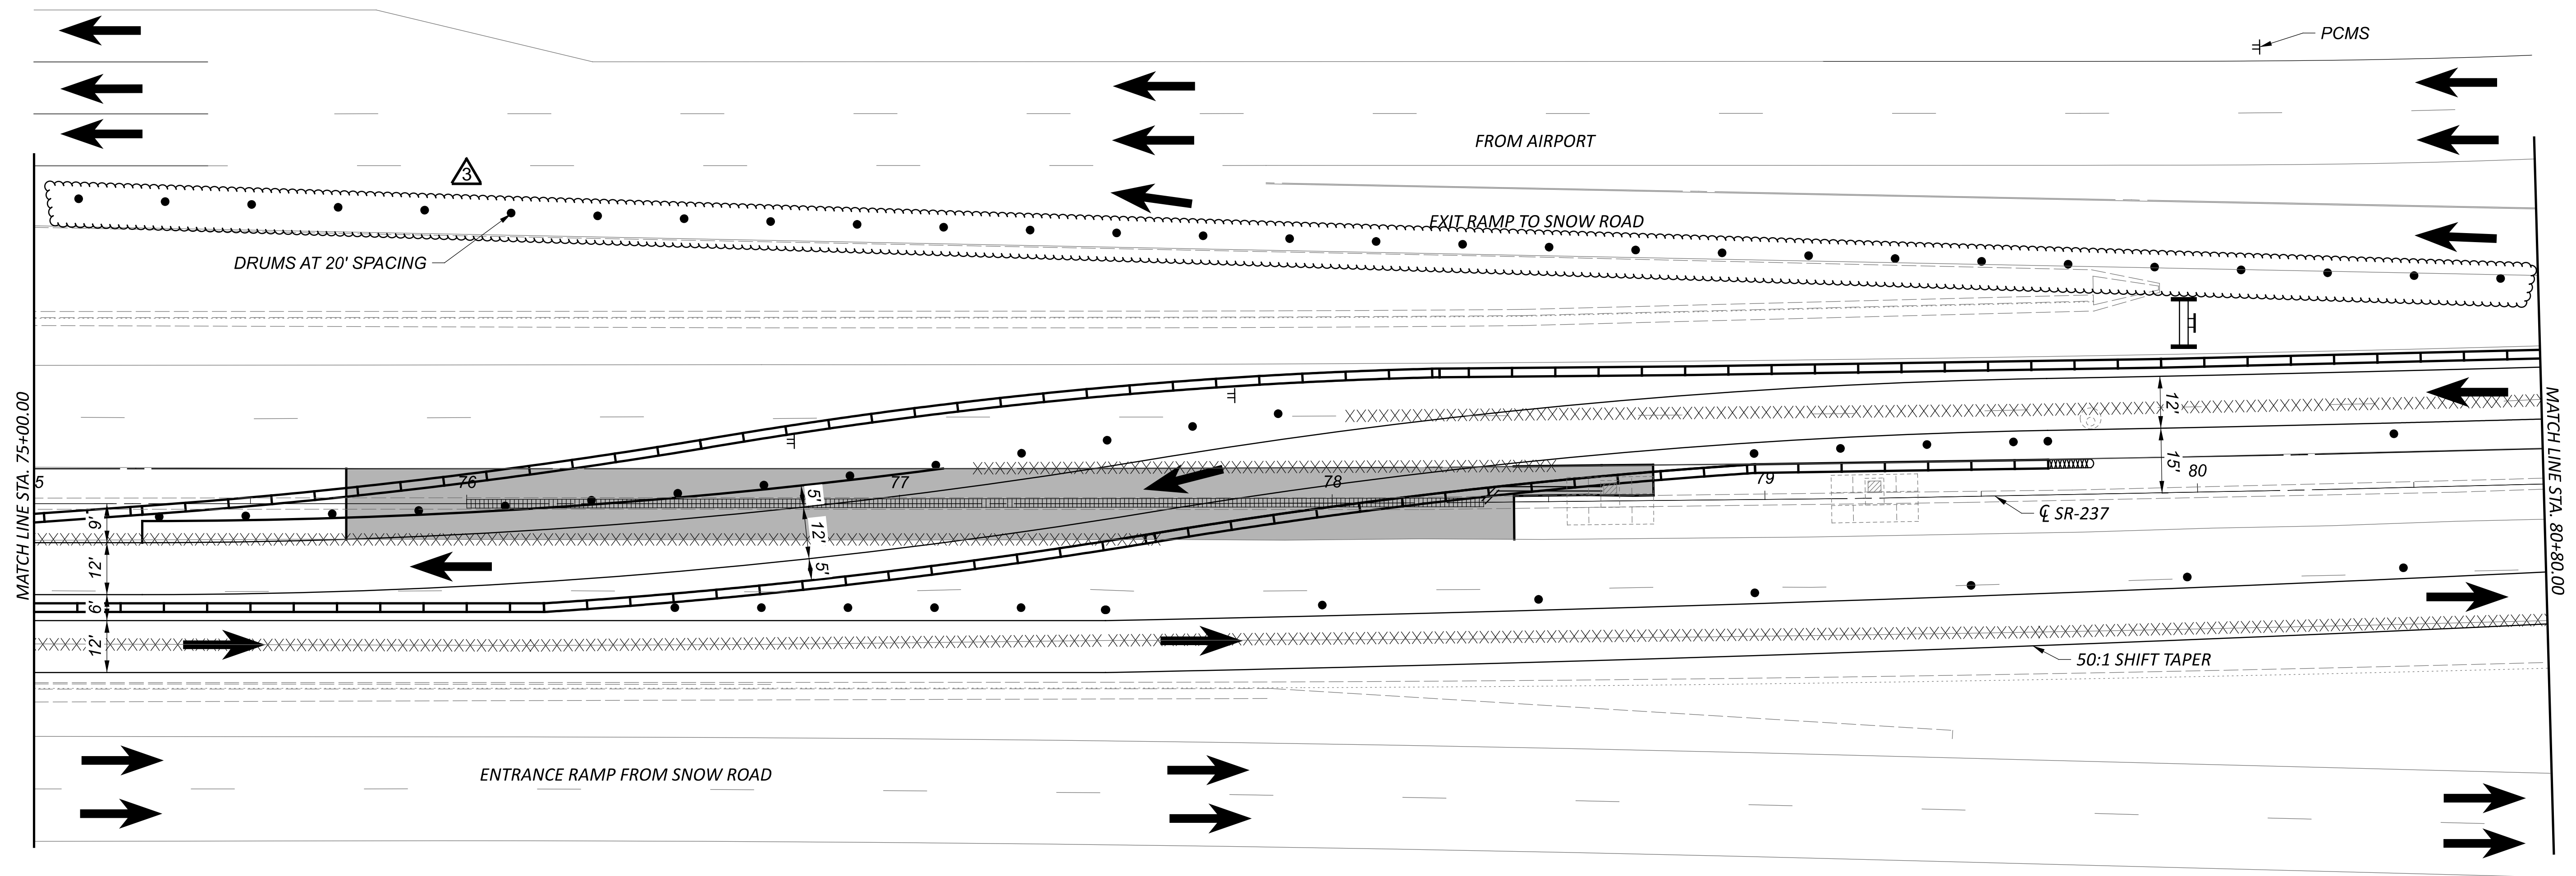 PCMS
FROM AIRPORT
3
EXIT RAMP TO SNOW ROAD
DRUMS AT 20' SPACING
MATCH LINE STA. 75+00.00
MATCH LINE STA. 80+80.00
12'
15'
5
76
77
78
79
80
9'
5'
12'
5'
℄ SR-237
12'
6'
12'
50:1 SHIFT TAPER
ENTRANCE RAMP FROM SNOW ROAD